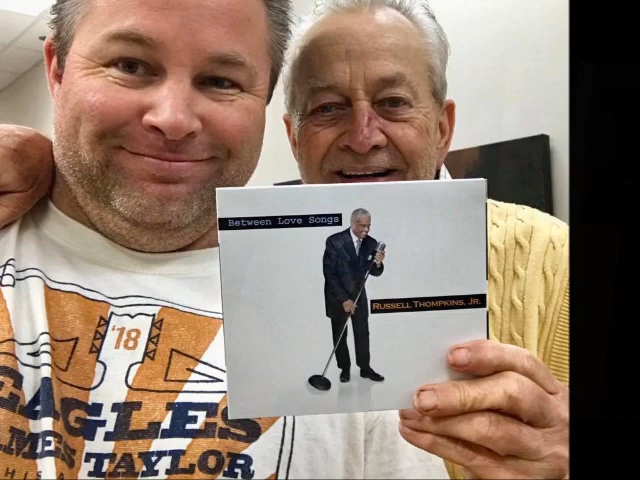 Between Love Songs
RUSSELL THOMPKINS, JR.
'18
EAGLES
JAMES TAYLOR